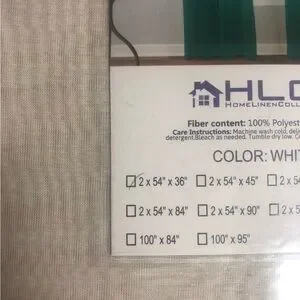 HLC
HOMELINENCOLL
Fiber content: 100% Polyest
Care Instructions: Machine wash cold, deli
detergent. Bleach as needed. Tumble dry low. C
COLOR: WHIT
2 x 54" x 36" 2 x 54" x 45" 2 x 54
2 x 54" x 84" 2 x 54" x 90" 2 x 5
100" x 84" 100" x 95"